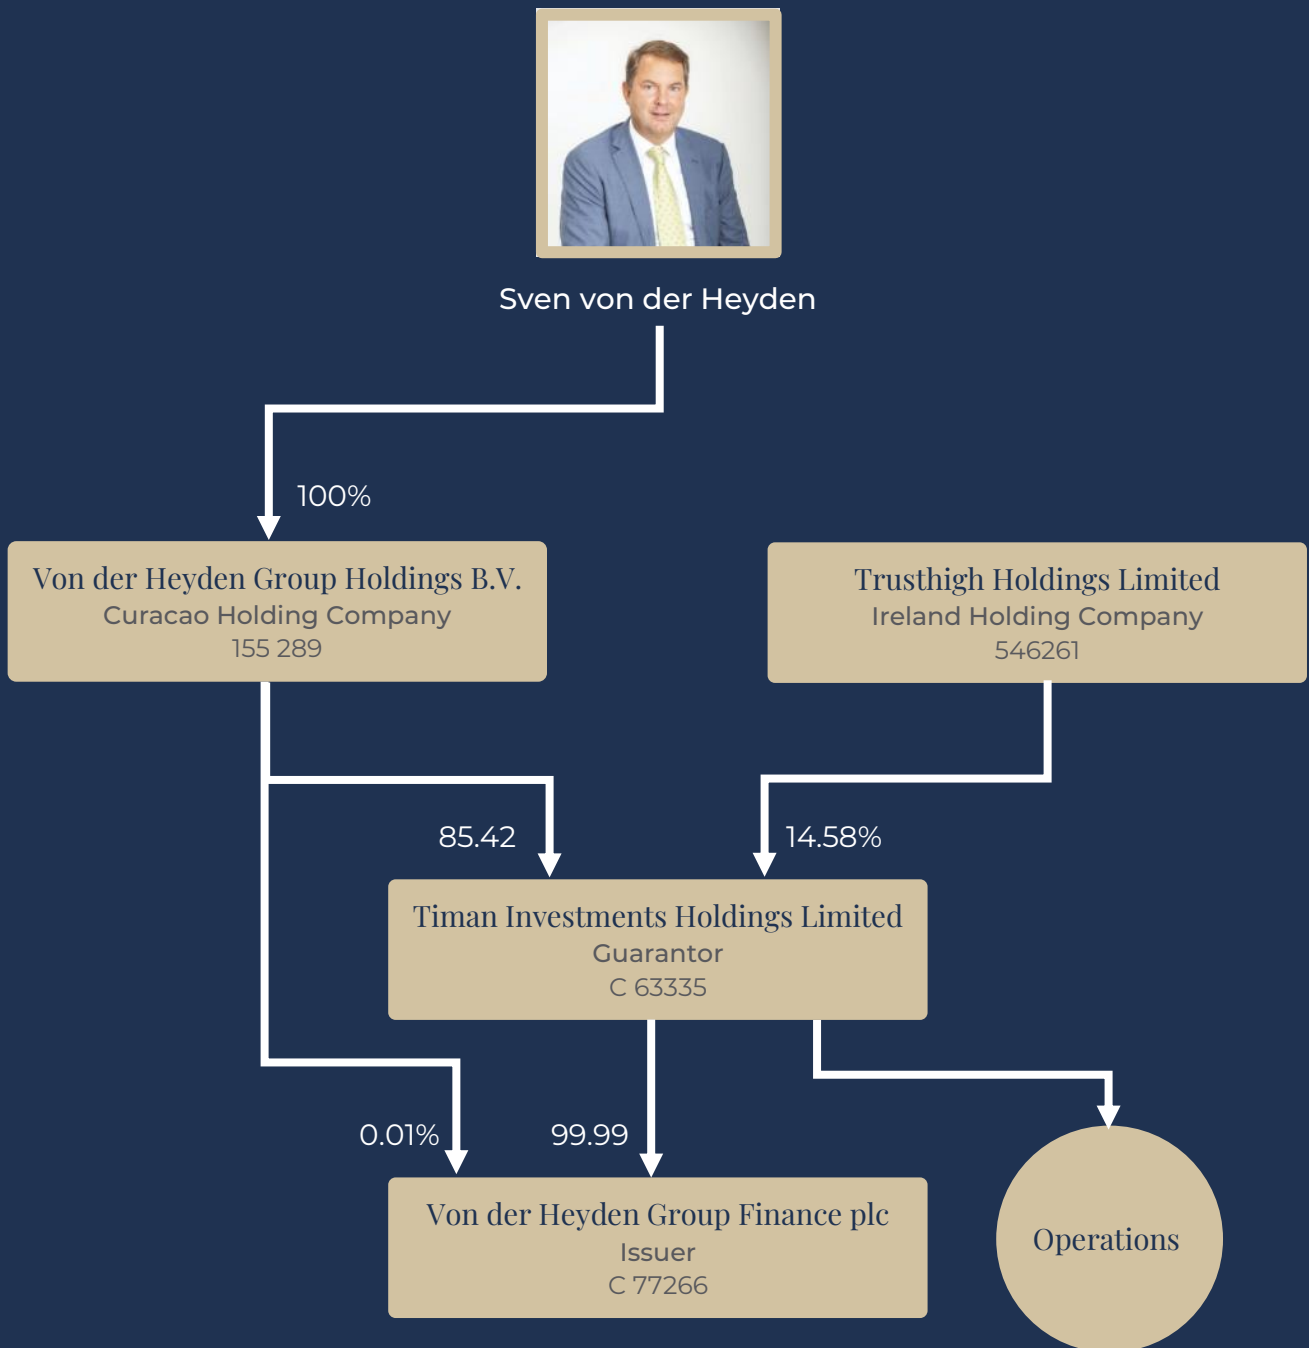 Sven von der Heyden
100%
Von der Heyden Group Holdings B.V.
Curacao Holding Company
155 289
Trusthigh Holdings Limited
Ireland Holding Company
546261
85.42
14.58%
Timan Investments Holdings Limited
Guarantor
C 63335
0.01%
99.99
Von der Heyden Group Finance plc
Issuer
C 77266
Operations